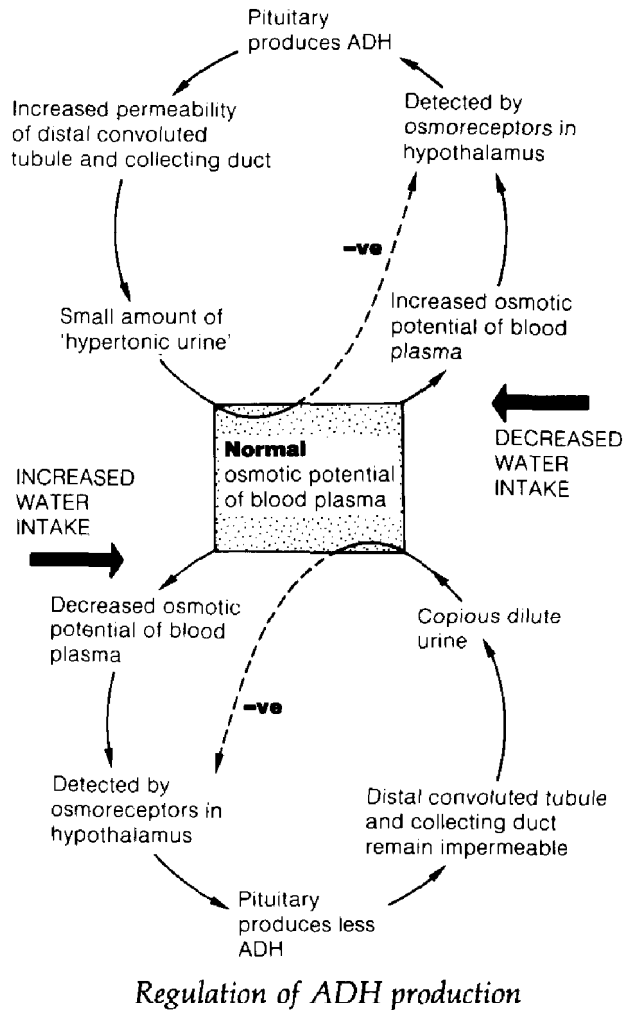 Pituitary
produces ADH
Increased permeability
of distal convoluted
tubule and collecting duct
Detected by
osmoreceptors in
hypothalamus
-ve
Small amount of
'hypertonic urine'
Increased osmotic
potential of blood
plasma
Normal
osmotic potential
of blood plasma
DECREASED
WATER
INTAKE
INCREASED
WATER
INTAKE
Decreased osmotic
potential of blood
plasma
Copious dilute
urine
-ve
Detected by
osmoreceptors in
hypothalamus
Distal convoluted tubule
and collecting duct
remain impermeable
Pituitary
produces less
ADH
Regulation of ADH production